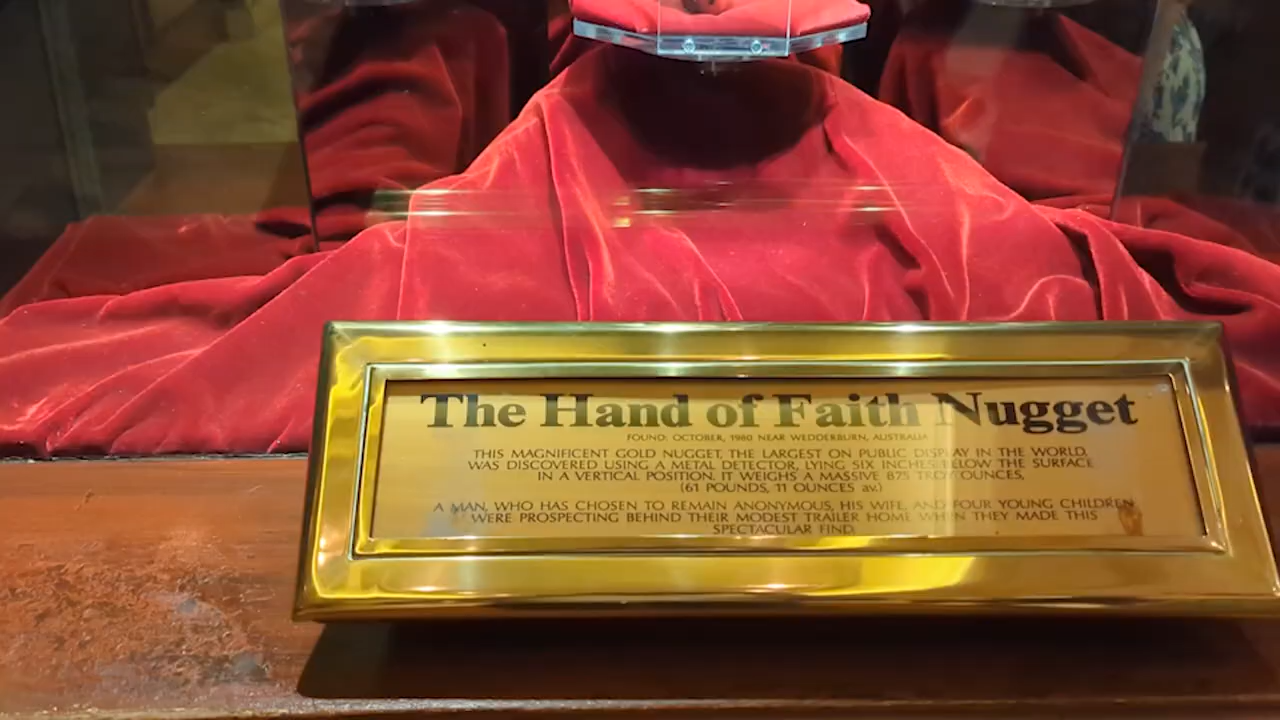 The Hand of Faith Nugget
FOUND: OCTOBER, 1980 NEAR WEDDERBURN, AUSTRALIA
THIS MAGNIFICENT GOLD NUGGET, THE LARGEST ON PUBLIC DISPLAY IN THE WORLD,
WAS DISCOVERED USING A METAL DETECTOR, LYING SIX INCHES BELOW THE SURFACE
IN A VERTICAL POSITION. IT WEIGHS A MASSIVE 875 TROY OUNCES,
(61 POUNDS, 11 OUNCES av.)
A MAN, WHO HAS CHOSEN TO REMAIN ANONYMOUS, HIS WIFE, AND FOUR YOUNG CHILDREN
WERE PROSPECTING BEHIND THEIR MODEST TRAILER HOME WHEN THEY MADE THIS
SPECTACULAR FIND.